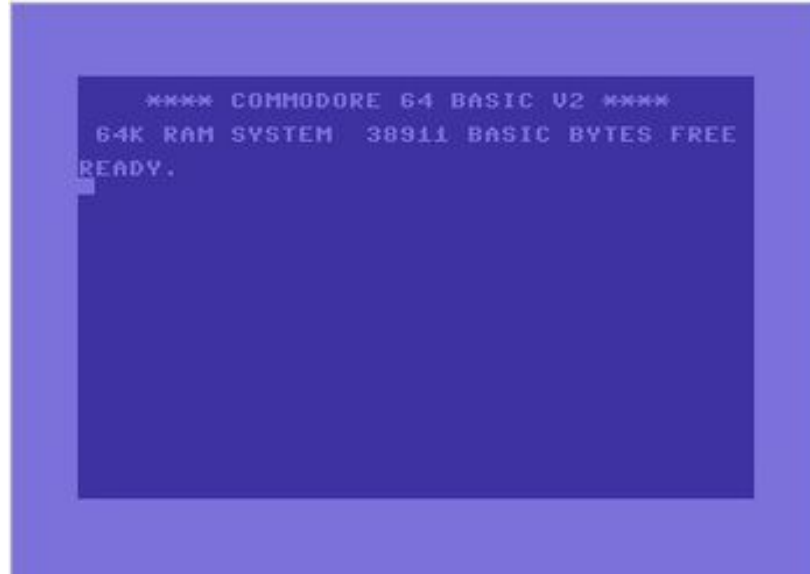 **** COMMODORE 64 BASIC V2 ****
64K RAM SYSTEM  38911 BASIC BYTES FREE
READY.